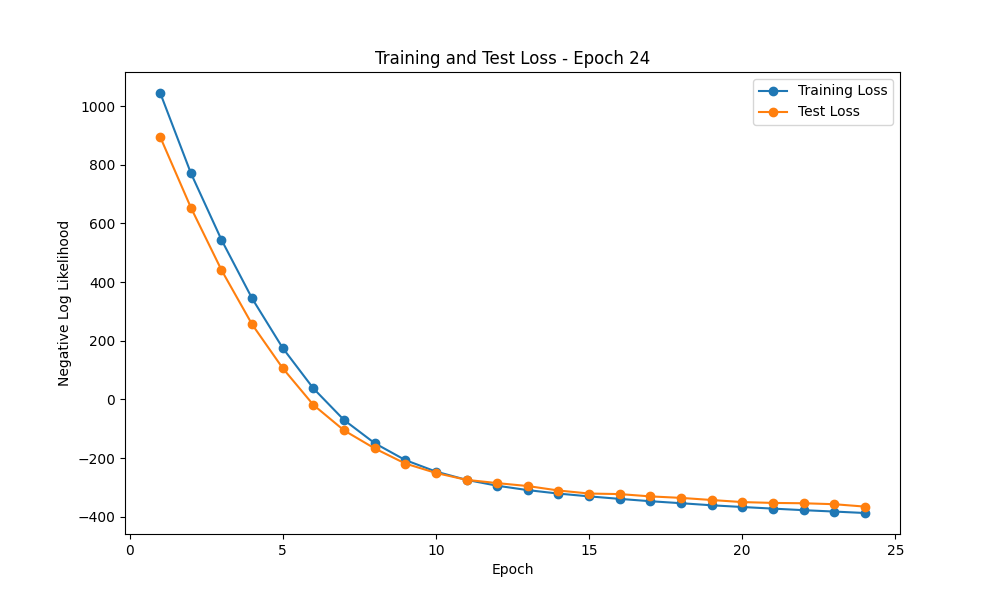 Training and Test Loss - Epoch 24
Training Loss
Test Loss
Negative Log Likelihood
1000
800
600
400
200
0
−200
−400
0
5
10
15
20
25
Epoch